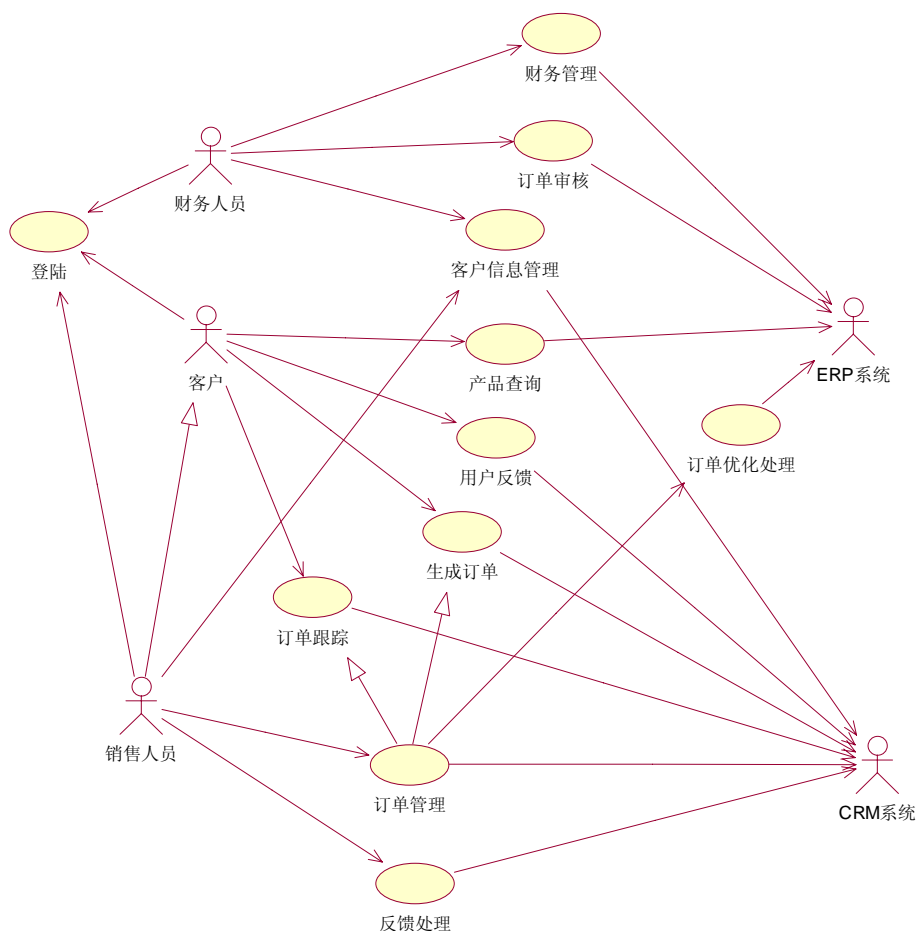 财务管理
订单审核
财务人员
客户信息管理
登陆
产品查询
ERP系统
客户
用户反馈
订单优化处理
生成订单
订单跟踪
销售人员
订单管理
CRM系统
反馈处理